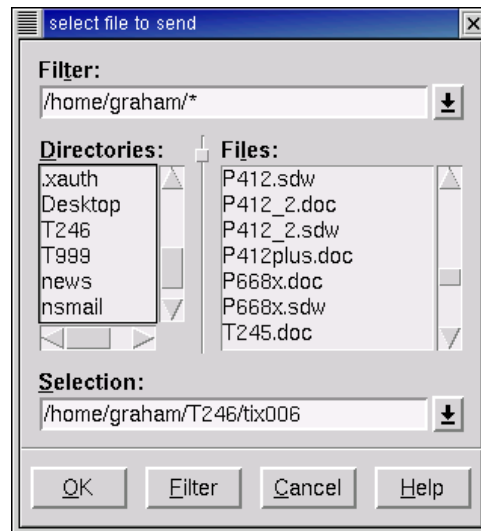 select file to send
Filter:
/home/graham/*
Directories:
.xauth
Desktop
T246
T999
news
nsmail
Files:
P412.sdw
P412_2.doc
P412_2.sdw
P412plus.doc
P668x.doc
P668x.sdw
T245.doc
Selection:
/home/graham/T246/tix006
OK Filter Cancel Help